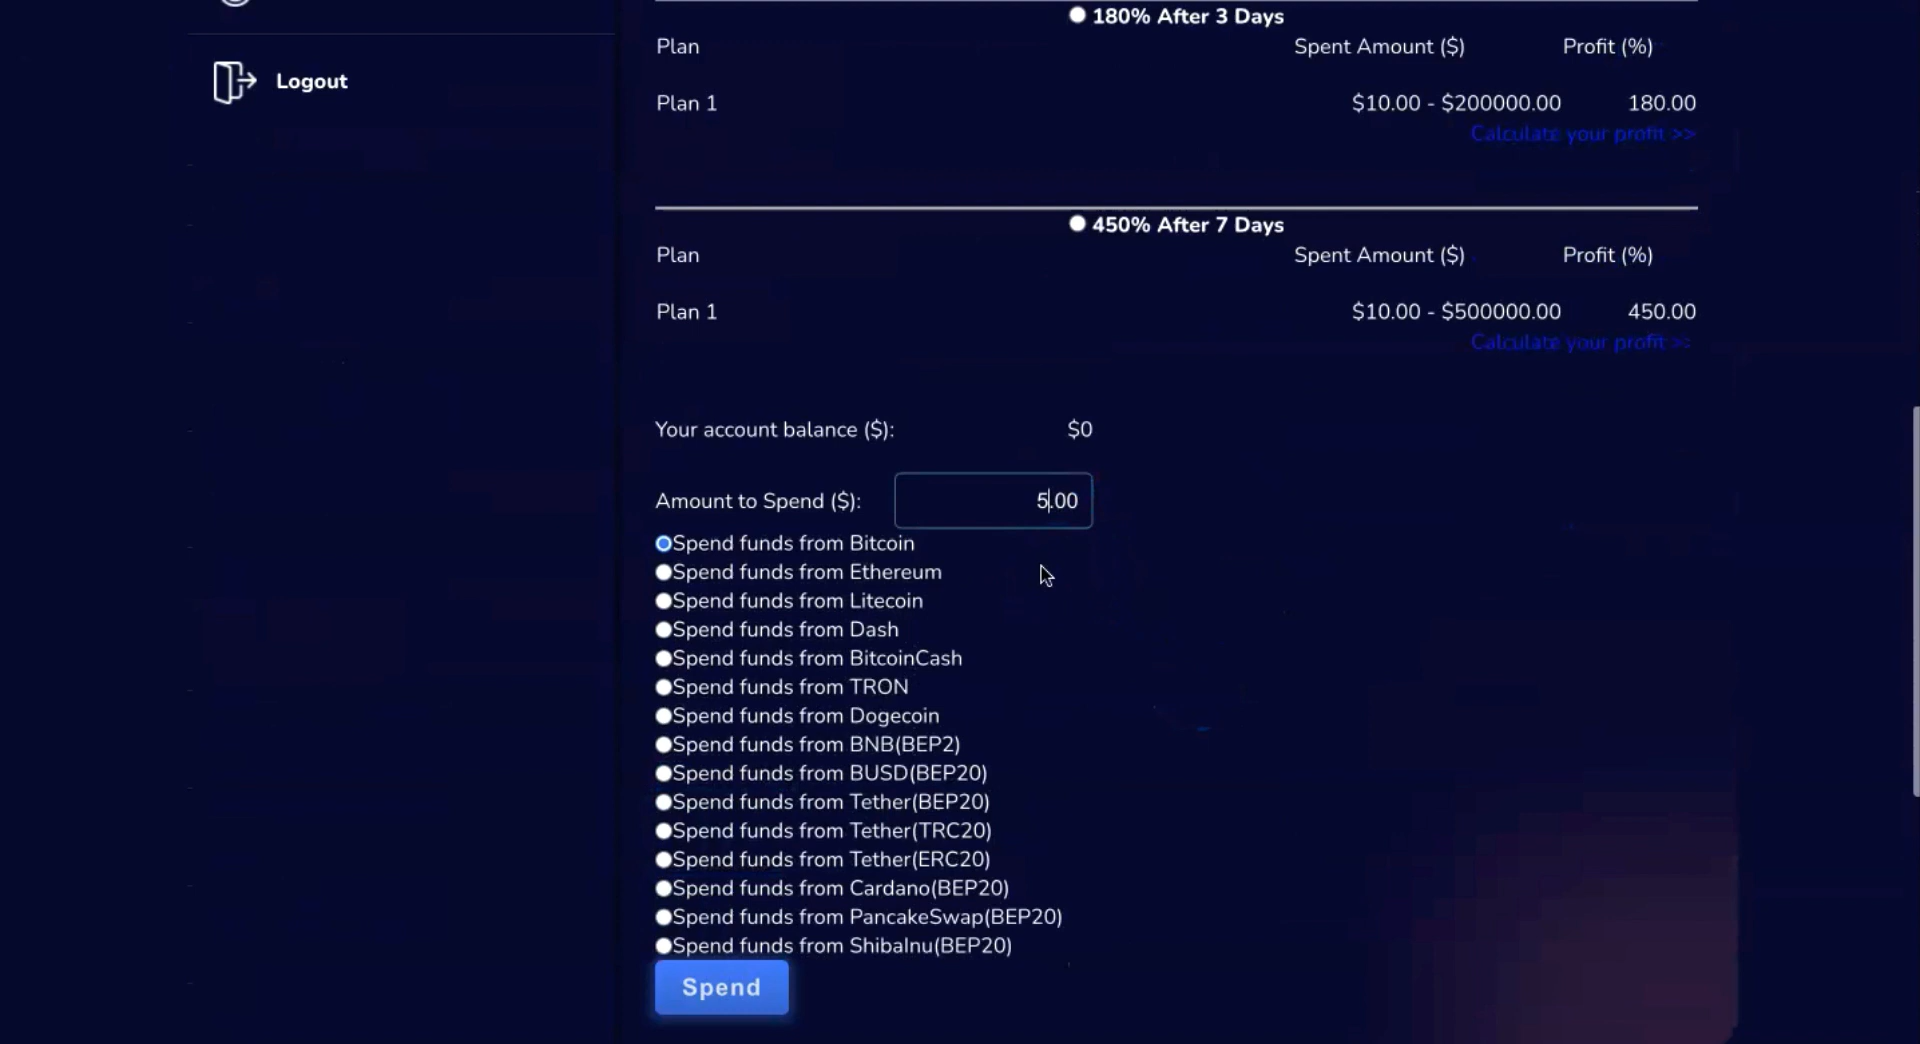 Logout
180% After 3 Days
Plan Spent Amount ($) Profit (%)
Plan 1 $10.00 - $200000.00 180.00
Calculate your profit >>
450% After 7 Days
Plan Spent Amount ($) Profit (%)
Plan 1 $10.00 - $500000.00 450.00
Calculate your profit >>
Your account balance ($): $0
Amount to Spend ($): 5.00
Spend funds from Bitcoin
Spend funds from Ethereum
Spend funds from Litecoin
Spend funds from Dash
Spend funds from BitcoinCash
Spend funds from TRON
Spend funds from Dogecoin
Spend funds from BNB(BEP2)
Spend funds from BUSD(BEP20)
Spend funds from Tether(BEP20)
Spend funds from Tether(TRC20)
Spend funds from Tether(ERC20)
Spend funds from Cardano(BEP20)
Spend funds from PancakeSwap(BEP20)
Spend funds from ShibaInu(BEP20)
Spend